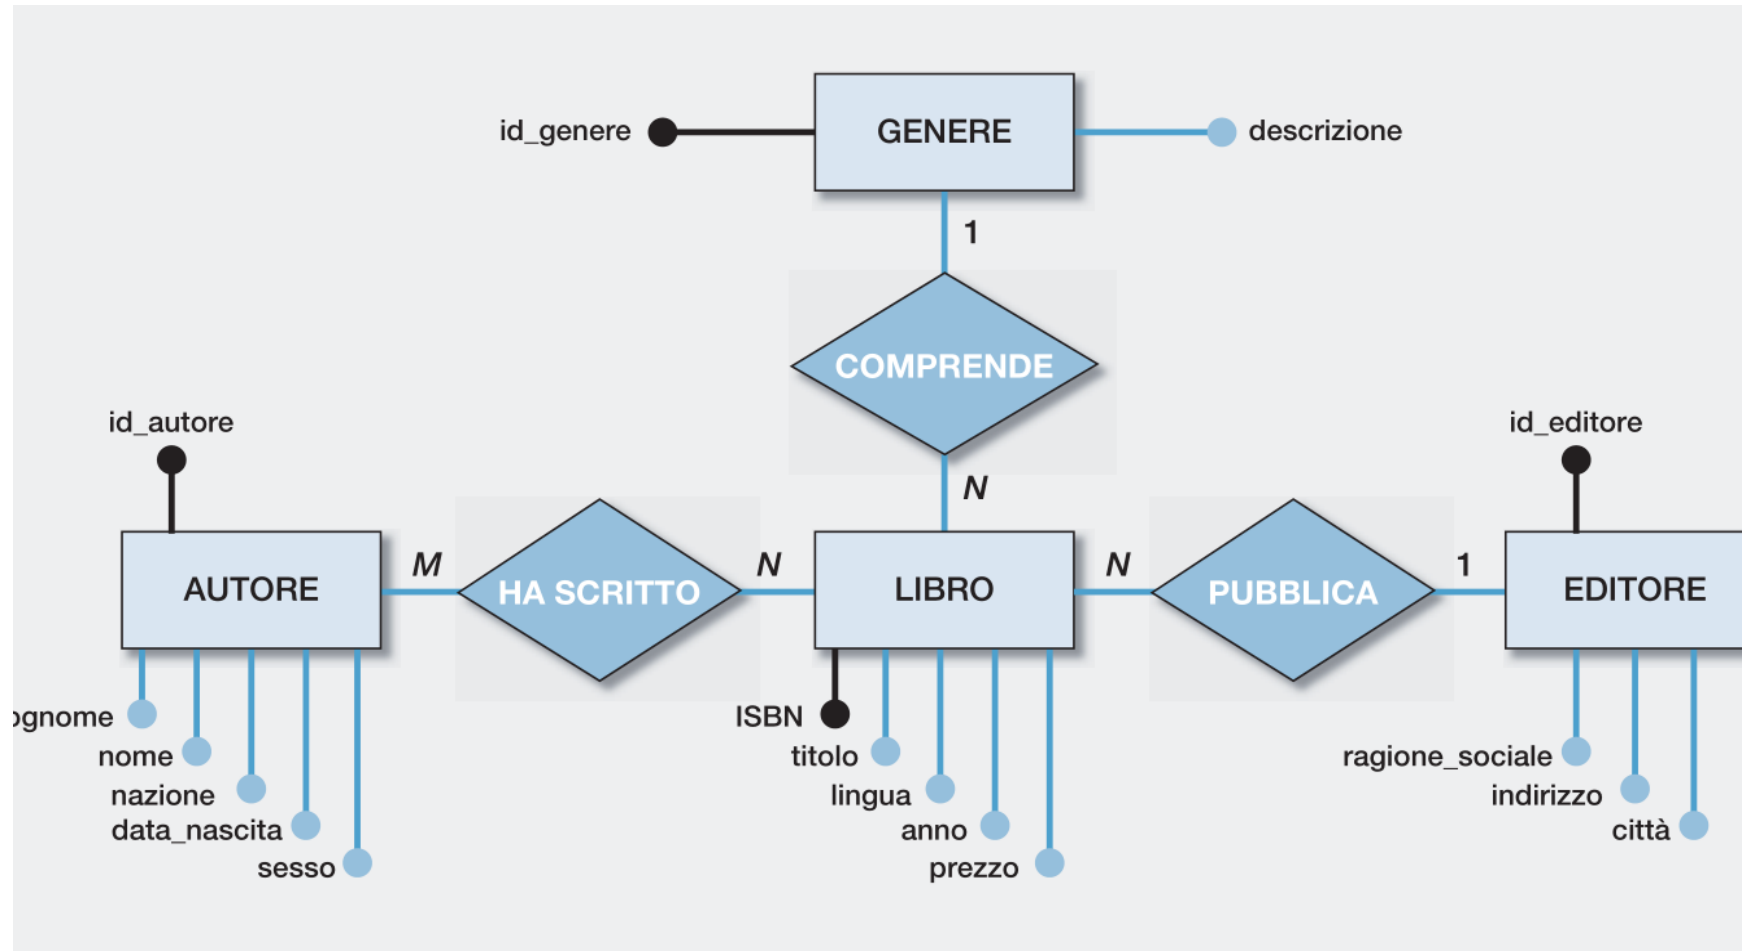 id_genere
GENERE
descrizione
1
COMPRENDE
N
id_autore
id_editore
AUTORE
M
HA SCRITTO
N
LIBRO
N
PUBBLICA
1
EDITORE
ognome
nome
nazione
data_nascita
sesso
ISBN
titolo
lingua
anno
prezzo
ragione_sociale
indirizzo
città